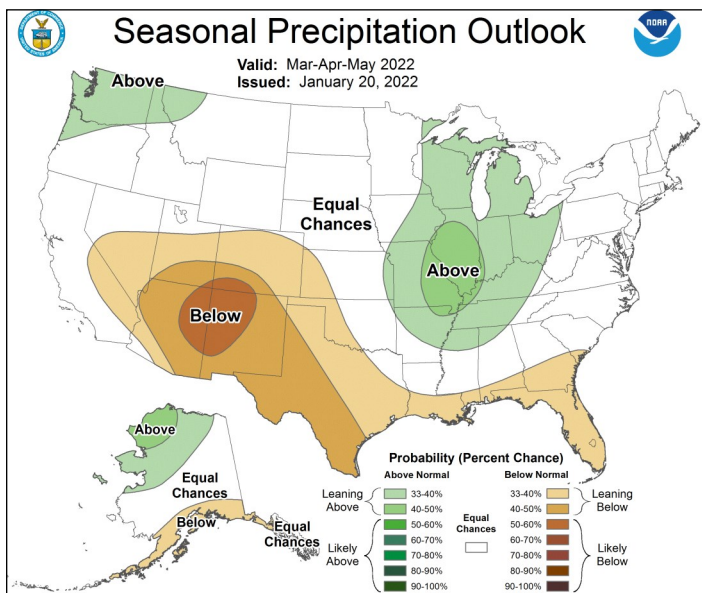 Seasonal Precipitation Outlook
NOAA
Valid: Mar-Apr-May 2022
Issued: January 20, 2022
Above
Equal
Chances
Above
Below
Above
Equal
Chances
Below
Equal
Chances
Probability (Percent Chance)
Above Normal
Below Normal
Leaning
Above
33-40%
40-50%
Likely
Above
50-60%
60-70%
70-80%
80-90%
90-100%
Equal
Chances
33-40%
40-50%
50-60%
60-70%
70-80%
80-90%
90-100%
Leaning
Below
Likely
Below